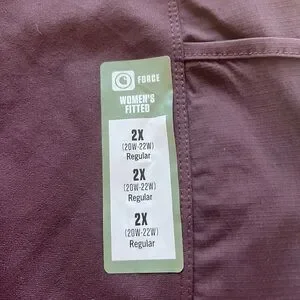 FORCE
WOMEN'S
FITTED
2X
(20W-22W)
Regular
2X
(20W-22W)
Regular
2X
(20W-22W)
Regular